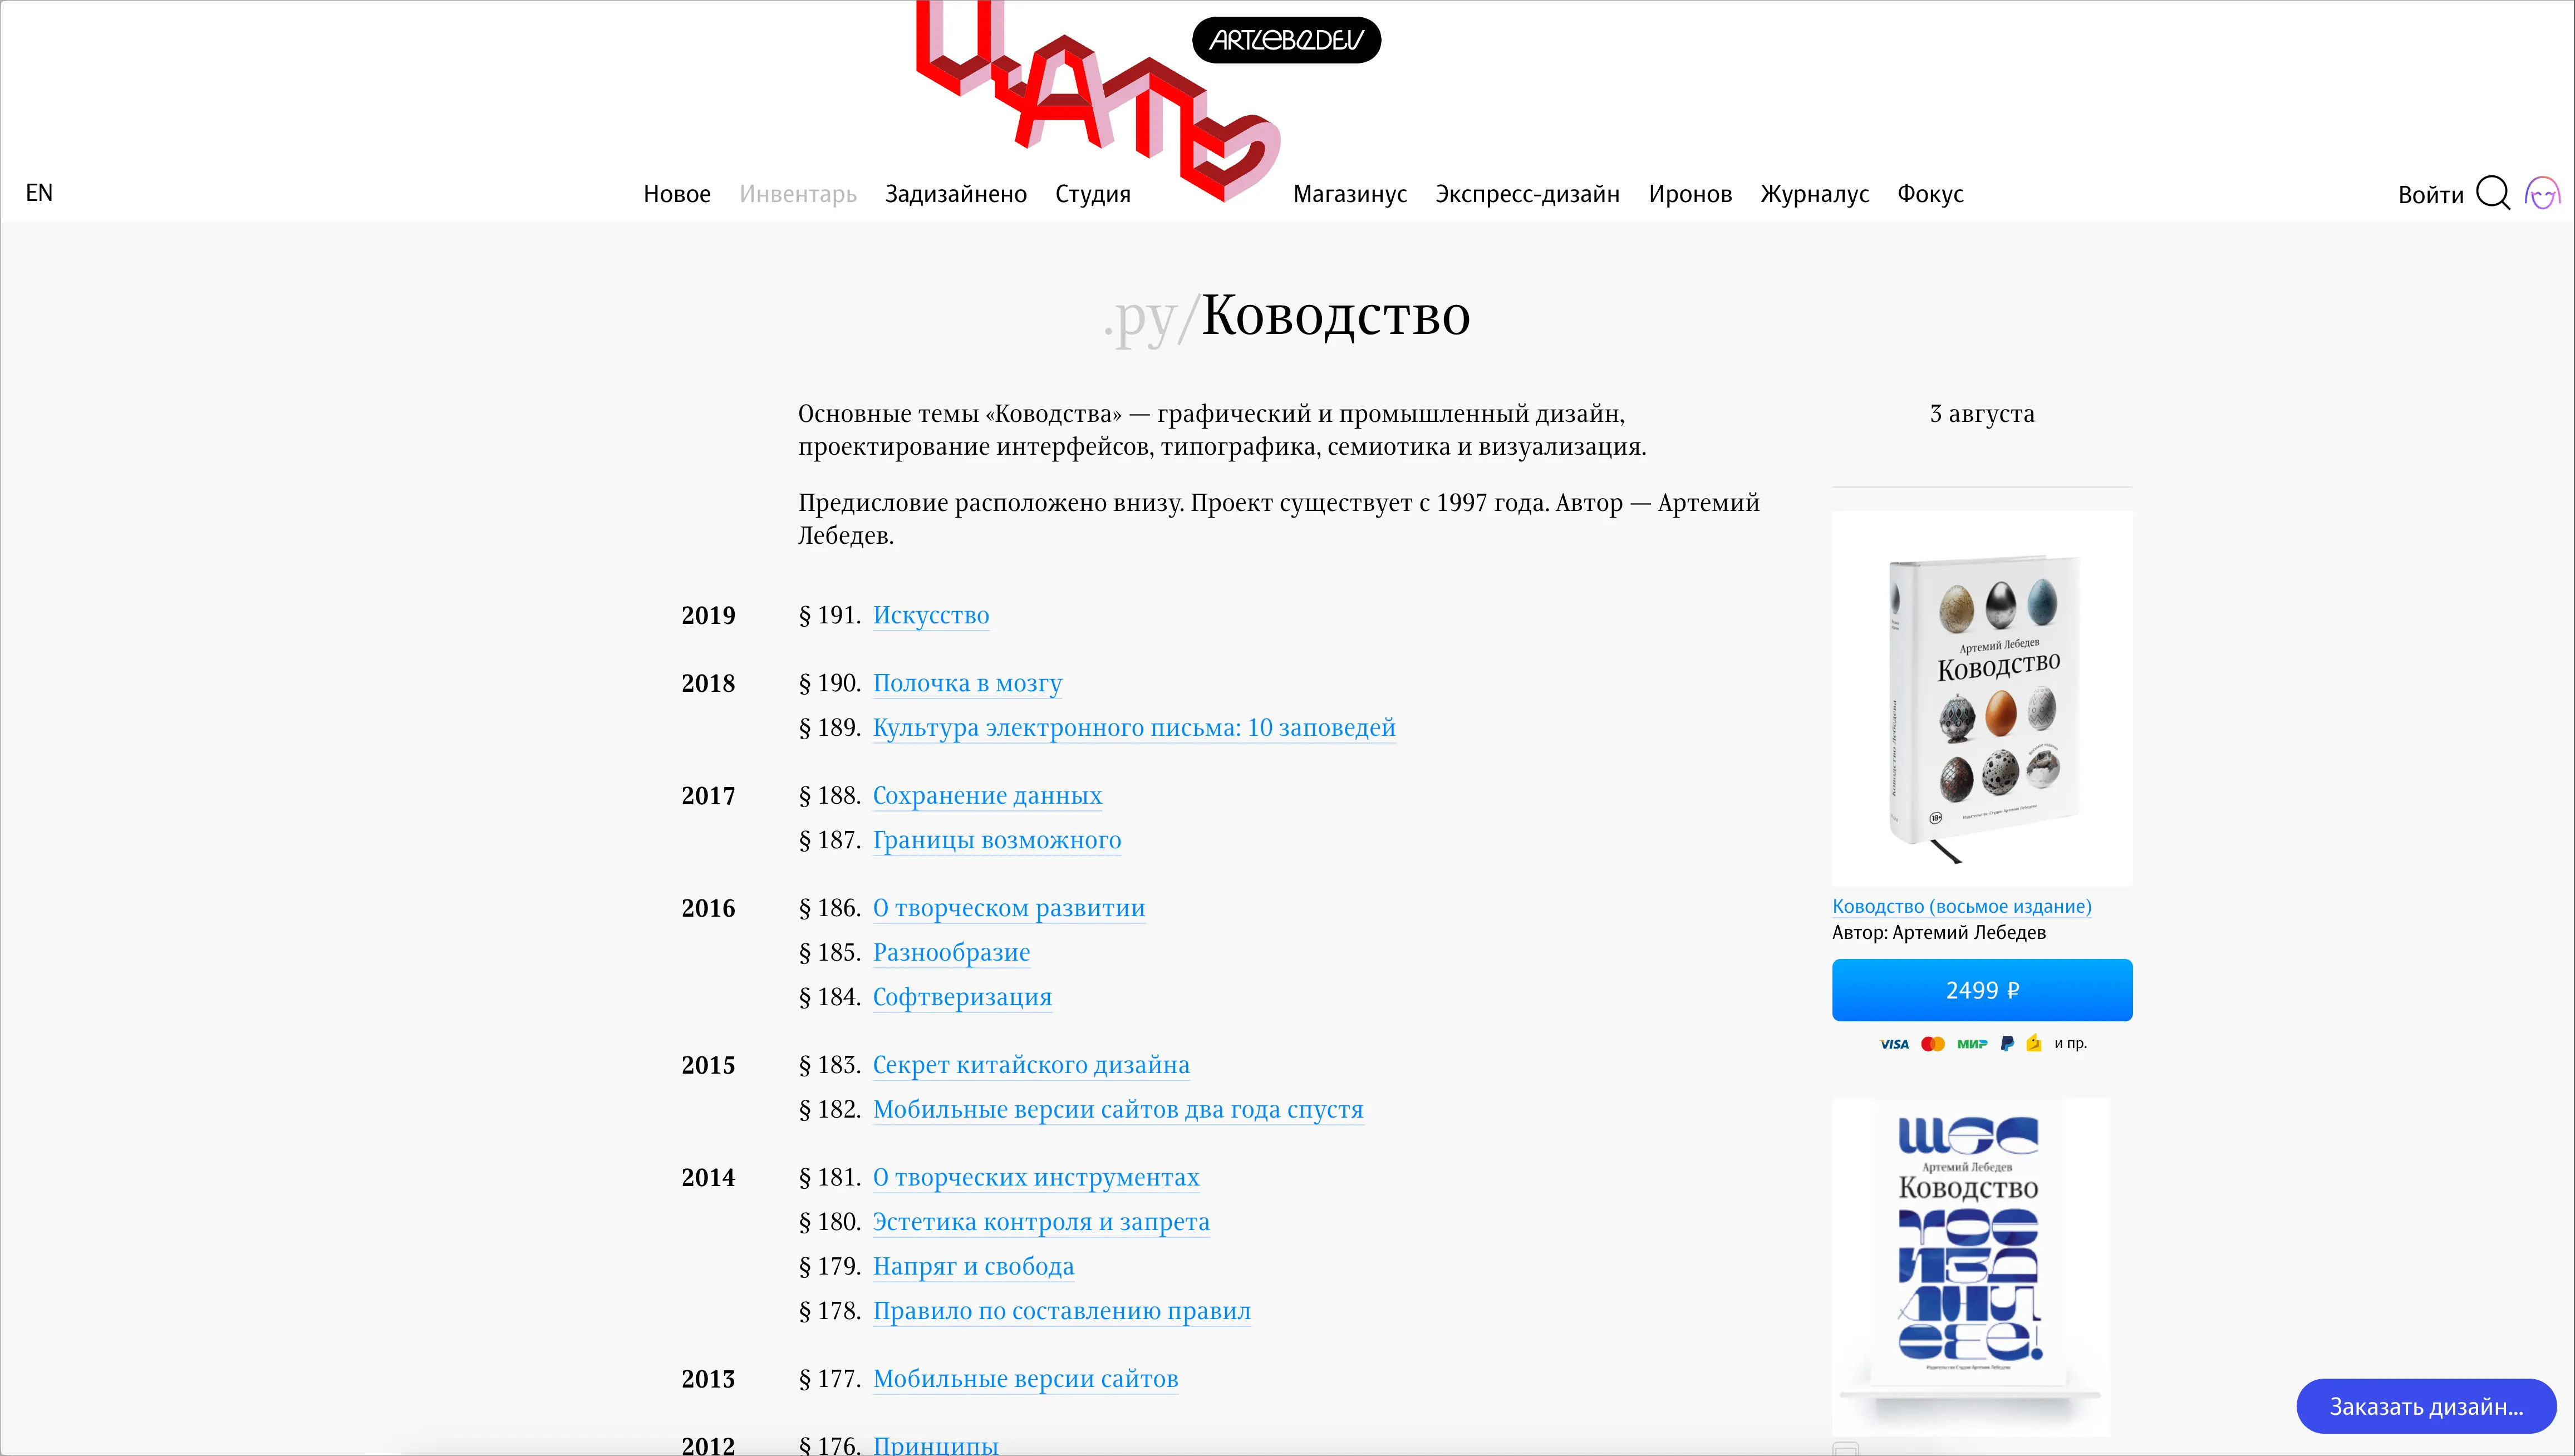 ЦАТЬ
ARTLEBEDEV
EN
Новое Инвентарь Задизайнено Студия Магазинус Экспресс-дизайн Иронов Журналус Фокус
Войти
.ру/Ководство
Основные темы «Ководства» — графический и промышленный дизайн,
проектирование интерфейсов, типографика, семиотика и визуализация.
3 августа
Предисловие расположено внизу. Проект существует с 1997 года. Автор — Артемий
Лебедев.
2019 § 191. Искусство
2018 § 190. Полочка в мозгу
§ 189. Культура электронного письма: 10 заповедей
2017 § 188. Сохранение данных
§ 187. Границы возможного
2016 § 186. О творческом развитии
§ 185. Разнообразие
§ 184. Софтверизация
2015 § 183. Секрет китайского дизайна
§ 182. Мобильные версии сайтов два года спустя
2014 § 181. О творческих инструментах
§ 180. Эстетика контроля и запрета
§ 179. Напряг и свобода
§ 178. Правило по составлению правил
2013 § 177. Мобильные версии сайтов
2012 § 176. Принципы
Артемий Лебедев
Ководство
18+
Ководство (восьмое издание)
Автор: Артемий Лебедев
2499 ₽
VISA МИР и пр.
Артемий Лебедев
Ководство
Заказать дизайн...